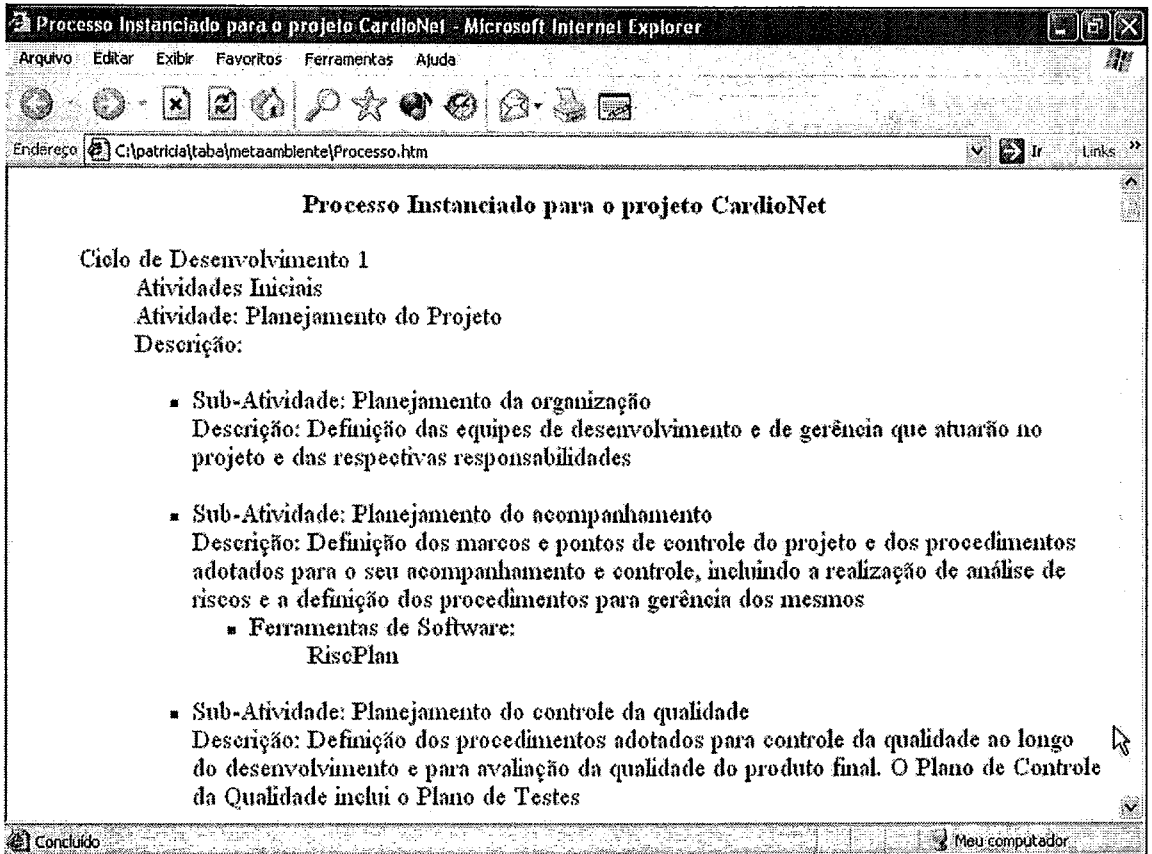 Processo Instanciado para o projeto CardioNet - Microsoft Internet Explorer
Arquivo Editar Exibir Favoritos Ferramentas Ajuda
Endereço C:\patricia\taba\metaambiente\Processo.htm Ir Links »
Processo Instanciado para o projeto CardioNet
Ciclo de Desenvolvimento 1
Atividades Iniciais
Atividade: Planejamento do Projeto
Descrição:
▪ Sub-Atividade: Planejamento da organização
Descrição: Definição das equipes de desenvolvimento e de gerência que atuarão no
projeto e das respectivas responsabilidades
▪ Sub-Atividade: Planejamento do acompanhamento
Descrição: Definição dos marcos e pontos de controle do projeto e dos procedimentos
adotados para o seu acompanhamento e controle, incluindo a realização de análise de
riscos e a definição dos procedimentos para gerência dos mesmos
▪ Ferramentas de Software:
RiscPlan
▪ Sub-Atividade: Planejamento do controle da qualidade
Descrição: Definição dos procedimentos adotados para controle da qualidade ao longo
do desenvolvimento e para avaliação da qualidade do produto final. O Plano de Controle
da Qualidade inclui o Plano de Testes
Concluído Meu computador